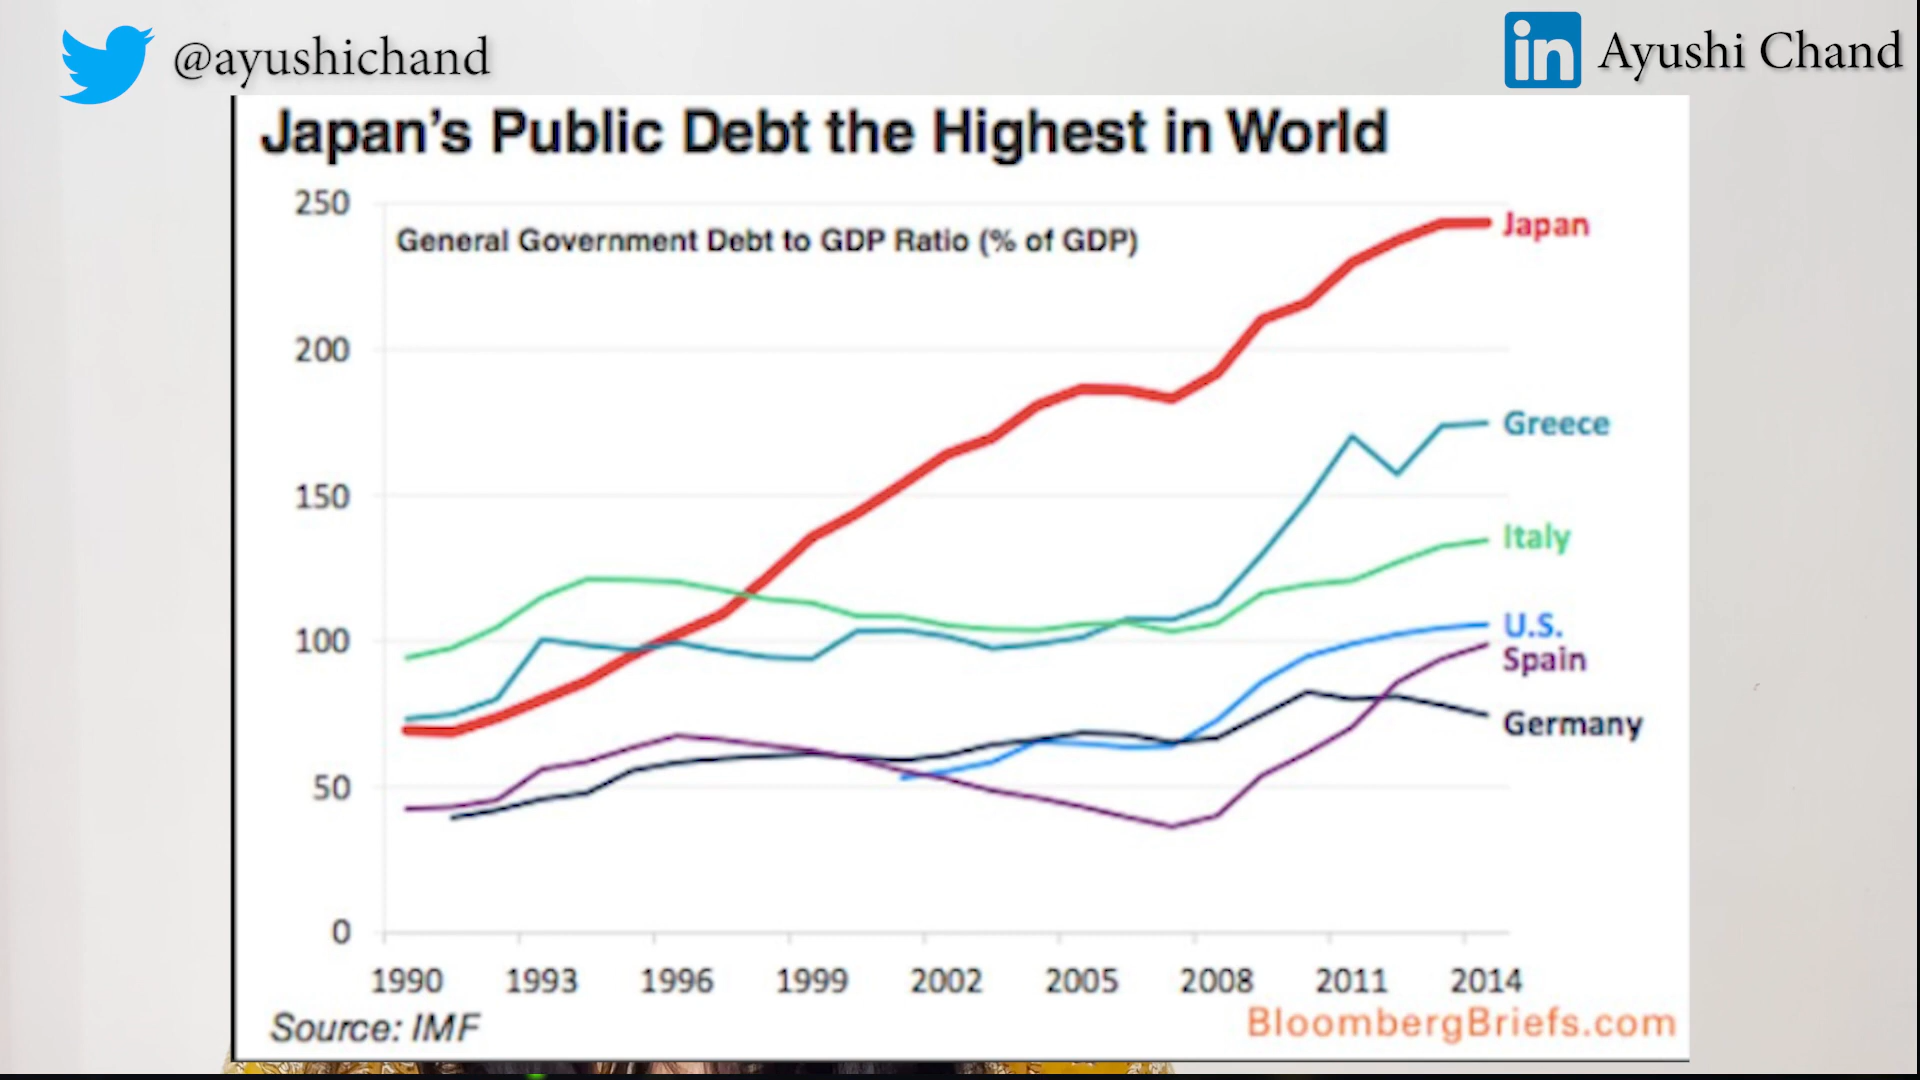 @ayushichand
in Ayushi Chand
Japan's Public Debt the Highest in World
250
General Government Debt to GDP Ratio (% of GDP)
Japan
200
Greece
150
Italy
100
U.S.
Spain
Germany
50
0
1990 1993 1996 1999 2002 2005 2008 2011 2014
Source: IMF
BloombergBriefs.com